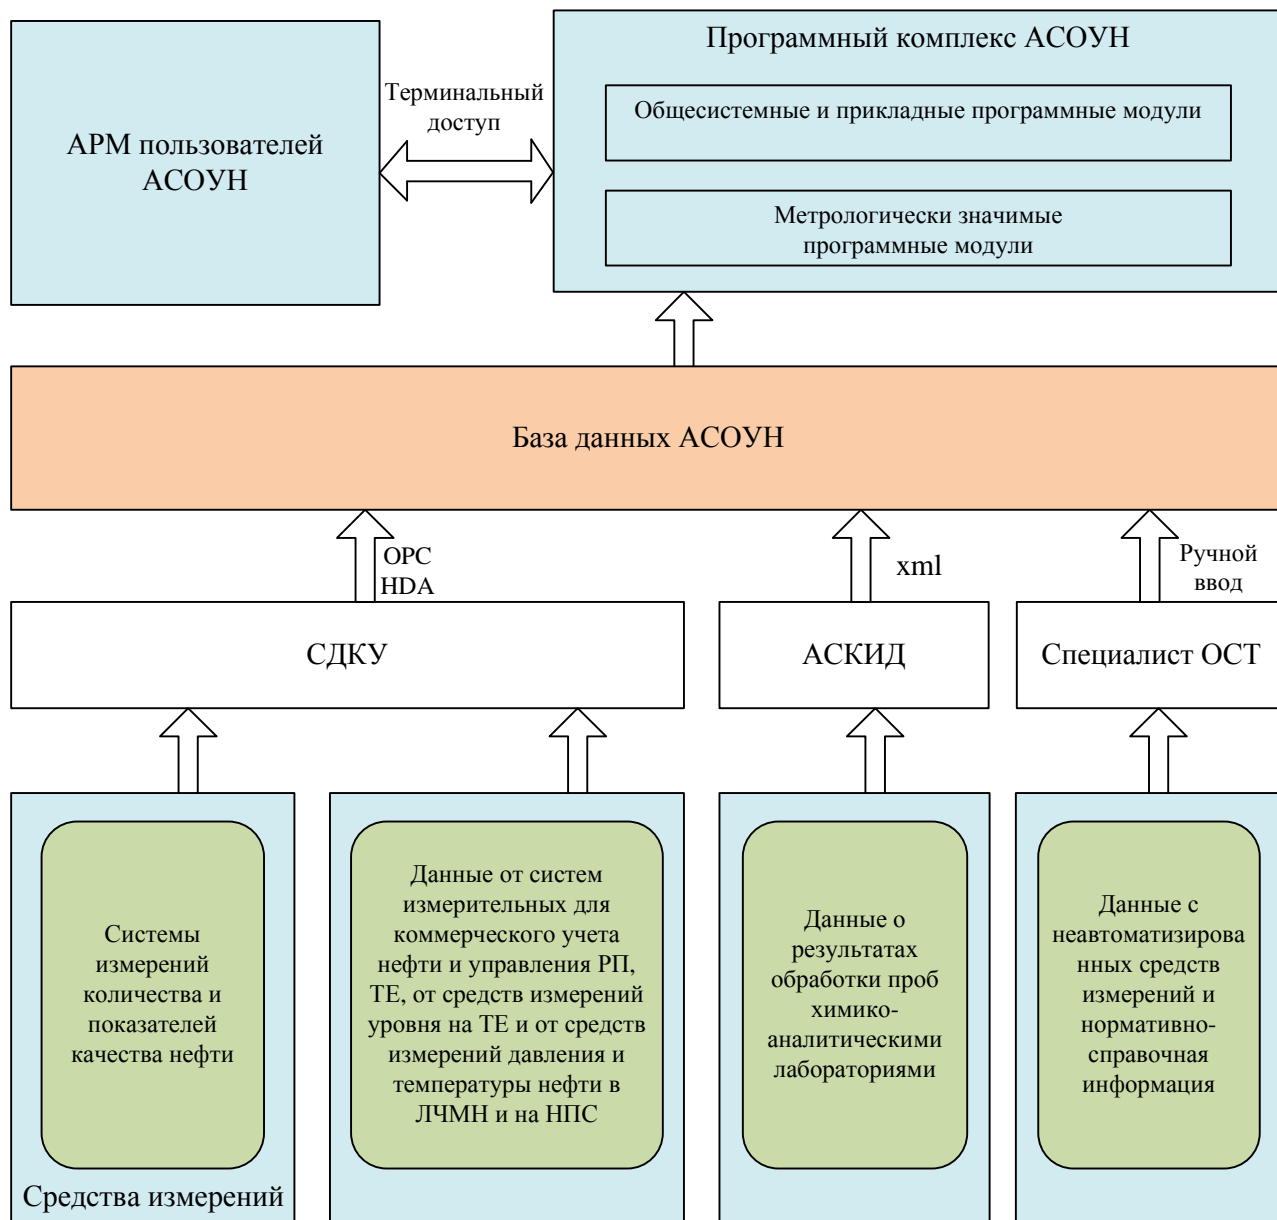 АРМ пользователей
АСОУН
Терминальный
доступ
Программный комплекс АСОУН
Общесистемные и прикладные программные модули
Метрологически значимые
программные модули
База данных АСОУН
OPC
HDA
xml
Ручной
ввод
СДКУ
АСКИД
Специалист ОСТ
Системы
измерений
количества и
показателей
качества нефти
Средства измерений
Данные от систем
измерительных для
коммерческого учета
нефти и управления РП,
ТЕ, от средств измерений
уровня на ТЕ и от средств
измерений давления и
температуры нефти в
ЛЧМН и на НПС
Данные о
результатах
обработки проб
химико-
аналитическими
лабораториями
Данные с
неавтоматизирова
нных средств
измерений и
нормативно-
справочная
информация